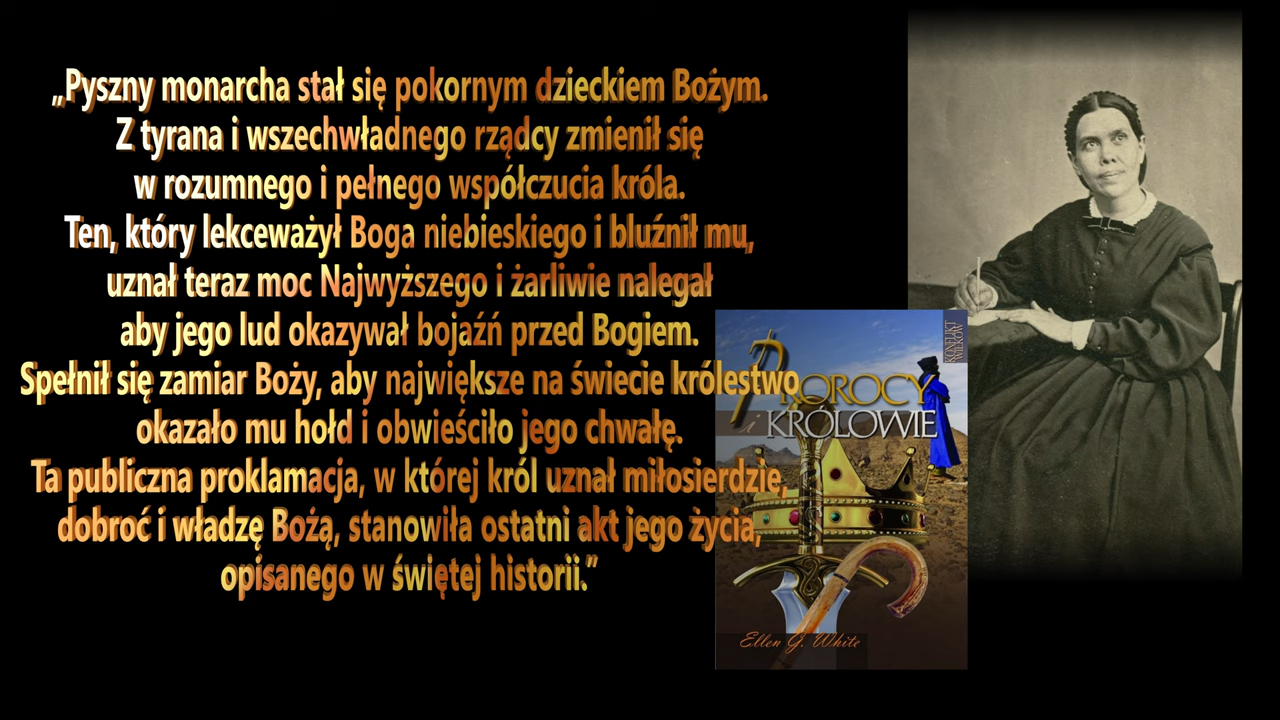 „Pyszny monarcha stał się pokornym dzieckiem Bożym.
Z tyrana i wszechwładnego rządcy zmienił się
w rozumnego i pełnego współczucia króla.
Ten, który lekceważył Boga niebieskiego i bluźnił mu,
uznał teraz moc Najwyższego i żarliwie nalegał
aby jego lud okazywał bojaźń przed Bogiem.
Spełnił się zamiar Boży, aby największe na świecie królestwo
okazało mu hołd i obwieściło jego chwałę.
Ta publiczna proklamacja, w której król uznał miłosierdzie,
dobroć i władzę Bożą, stanowiła ostatni akt jego życia,
opisanego w świętej historii.”
KONFLIKT
WIEKÓW
PROROCY
i KRÓLOWIE
Ellen G. White